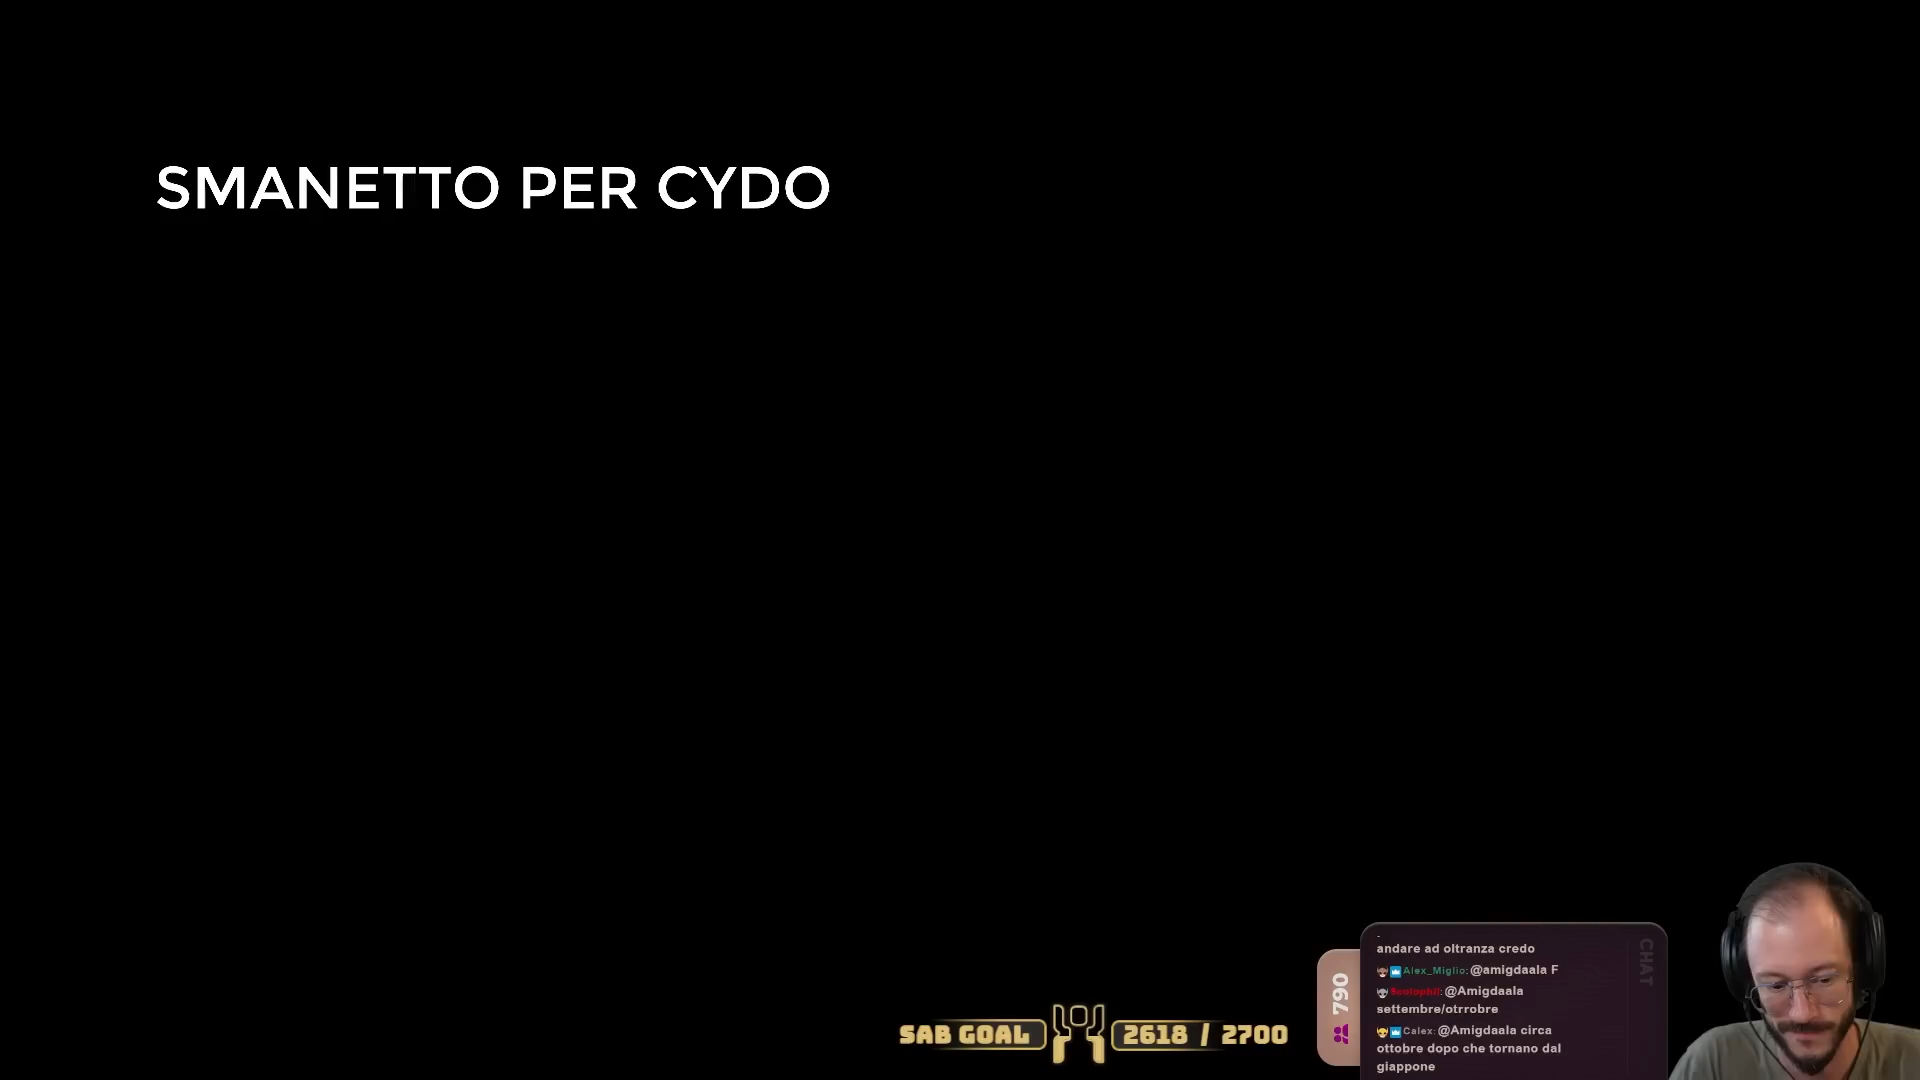 SMANETTO PER CYDO
SAB GOAL
2618 / 2700
790
CHAT
andare ad oltranza credo
Alex_Miglio: @amigdaala F
@Amigdaala
settembre/otrrobre
Calex: @Amigdaala circa
ottobre dopo che tornano dal
giappone